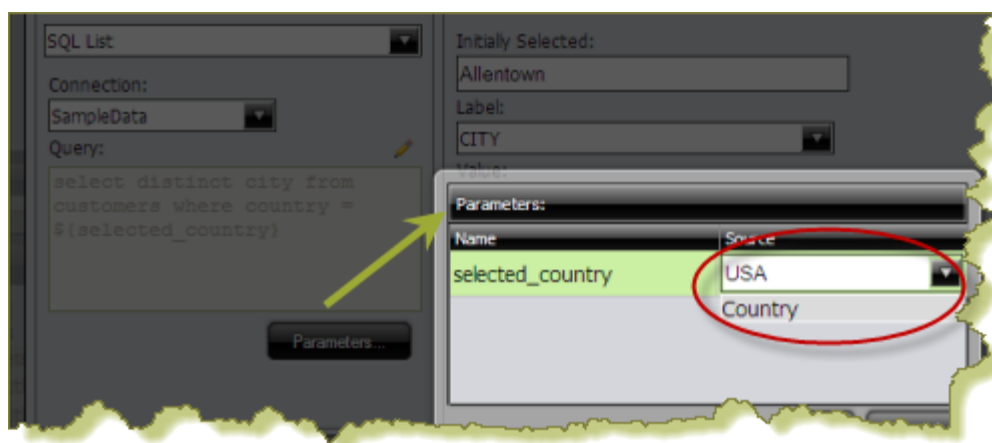 SQL List
Connection:
SampleData
Query:
select distinct city from
customers where country =
${selected_country}
Parameters...
Initially Selected:
Allentown
Label:
CITY
Value:
Parameters:
Name Source
selected_country USA
Country